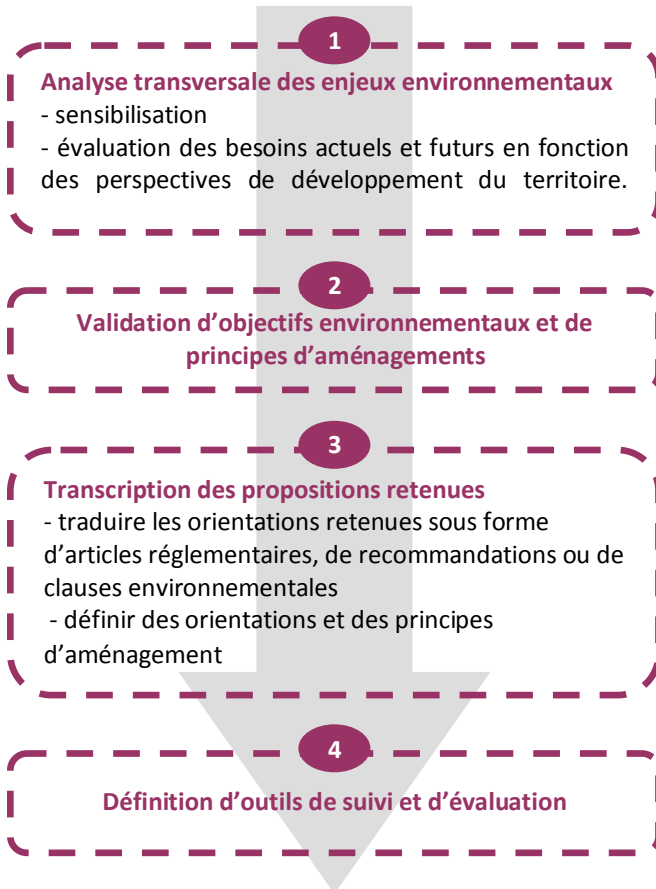 1
Analyse transversale des enjeux environnementaux
- sensibilisation
- évaluation des besoins actuels et futurs en fonction
des perspectives de développement du territoire.
2
Validation d’objectifs environnementaux et de
principes d’aménagements
3
Transcription des propositions retenues
- traduire les orientations retenues sous forme
d’articles réglementaires, de recommandations ou de
clauses environnementales
- définir des orientations et des principes
d’aménagement
4
Définition d’outils de suivi et d’évaluation